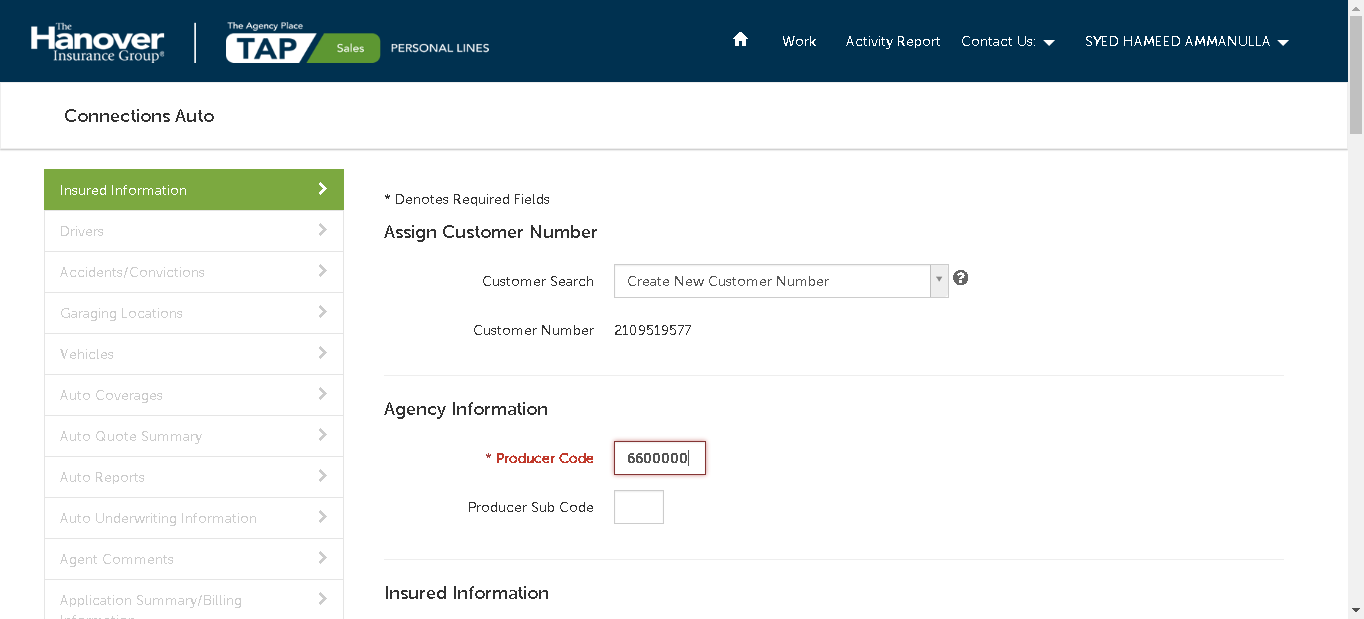 The
Hanover
Insurance Group®
The Agency Place
TAP Sales PERSONAL LINES
Work
Activity Report
Contact Us:
SYED HAMEED AMMANULLA
Connections Auto
Insured Information
Drivers
Accidents/Convictions
Garaging Locations
Vehicles
Auto Coverages
Auto Quote Summary
Auto Reports
Auto Underwriting Information
Agent Comments
Application Summary/Billing
Information
* Denotes Required Fields
Assign Customer Number
Customer Search Create New Customer Number ?
Customer Number 2109519577
Agency Information
* Producer Code 6600000
Producer Sub Code
Insured Information